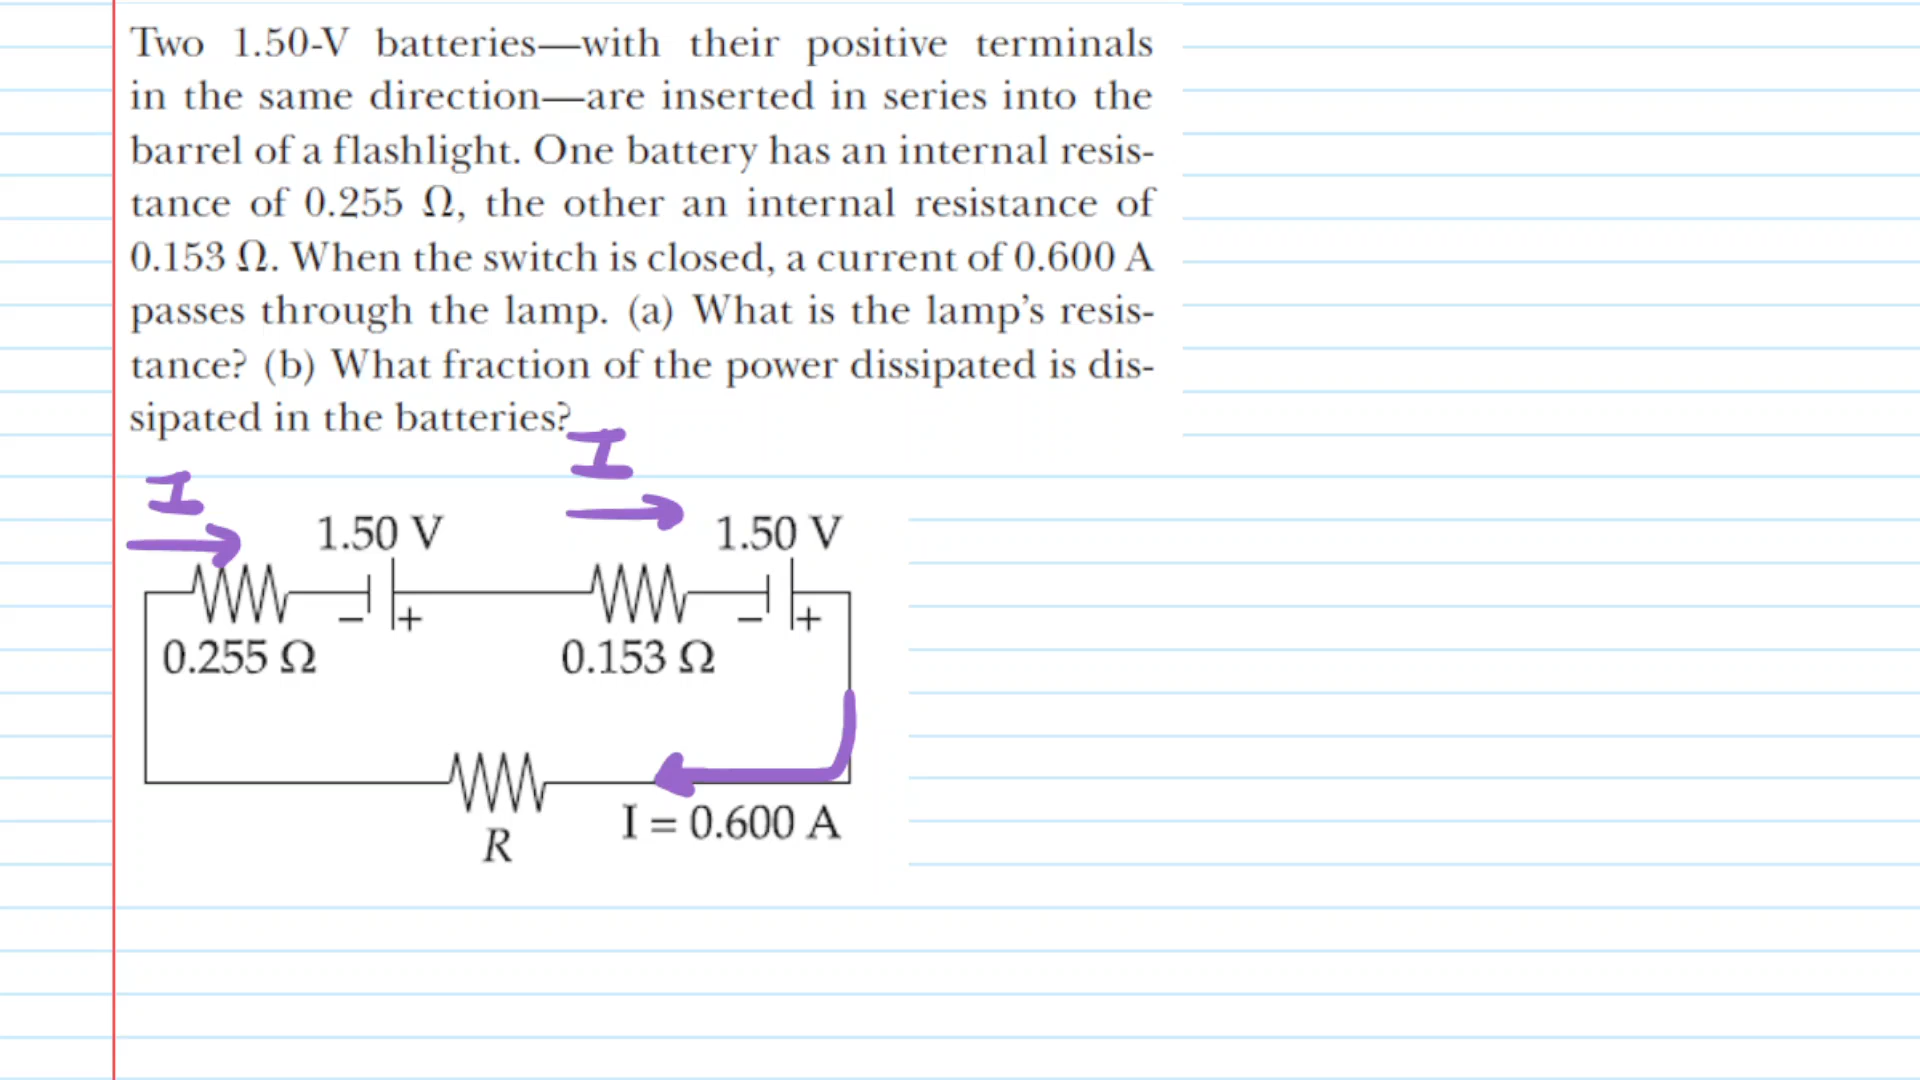 Two 1.50-V batteries—with their positive terminals
in the same direction—are inserted in series into the
barrel of a flashlight. One battery has an internal resis-
tance of 0.255 Ω, the other an internal resistance of
0.153 Ω. When the switch is closed, a current of 0.600 A
passes through the lamp. (a) What is the lamp's resis-
tance? (b) What fraction of the power dissipated is dis-
sipated in the batteries?
I
I
1.50 V
1.50 V
− +
− +
0.255 Ω
0.153 Ω
I = 0.600 A
R